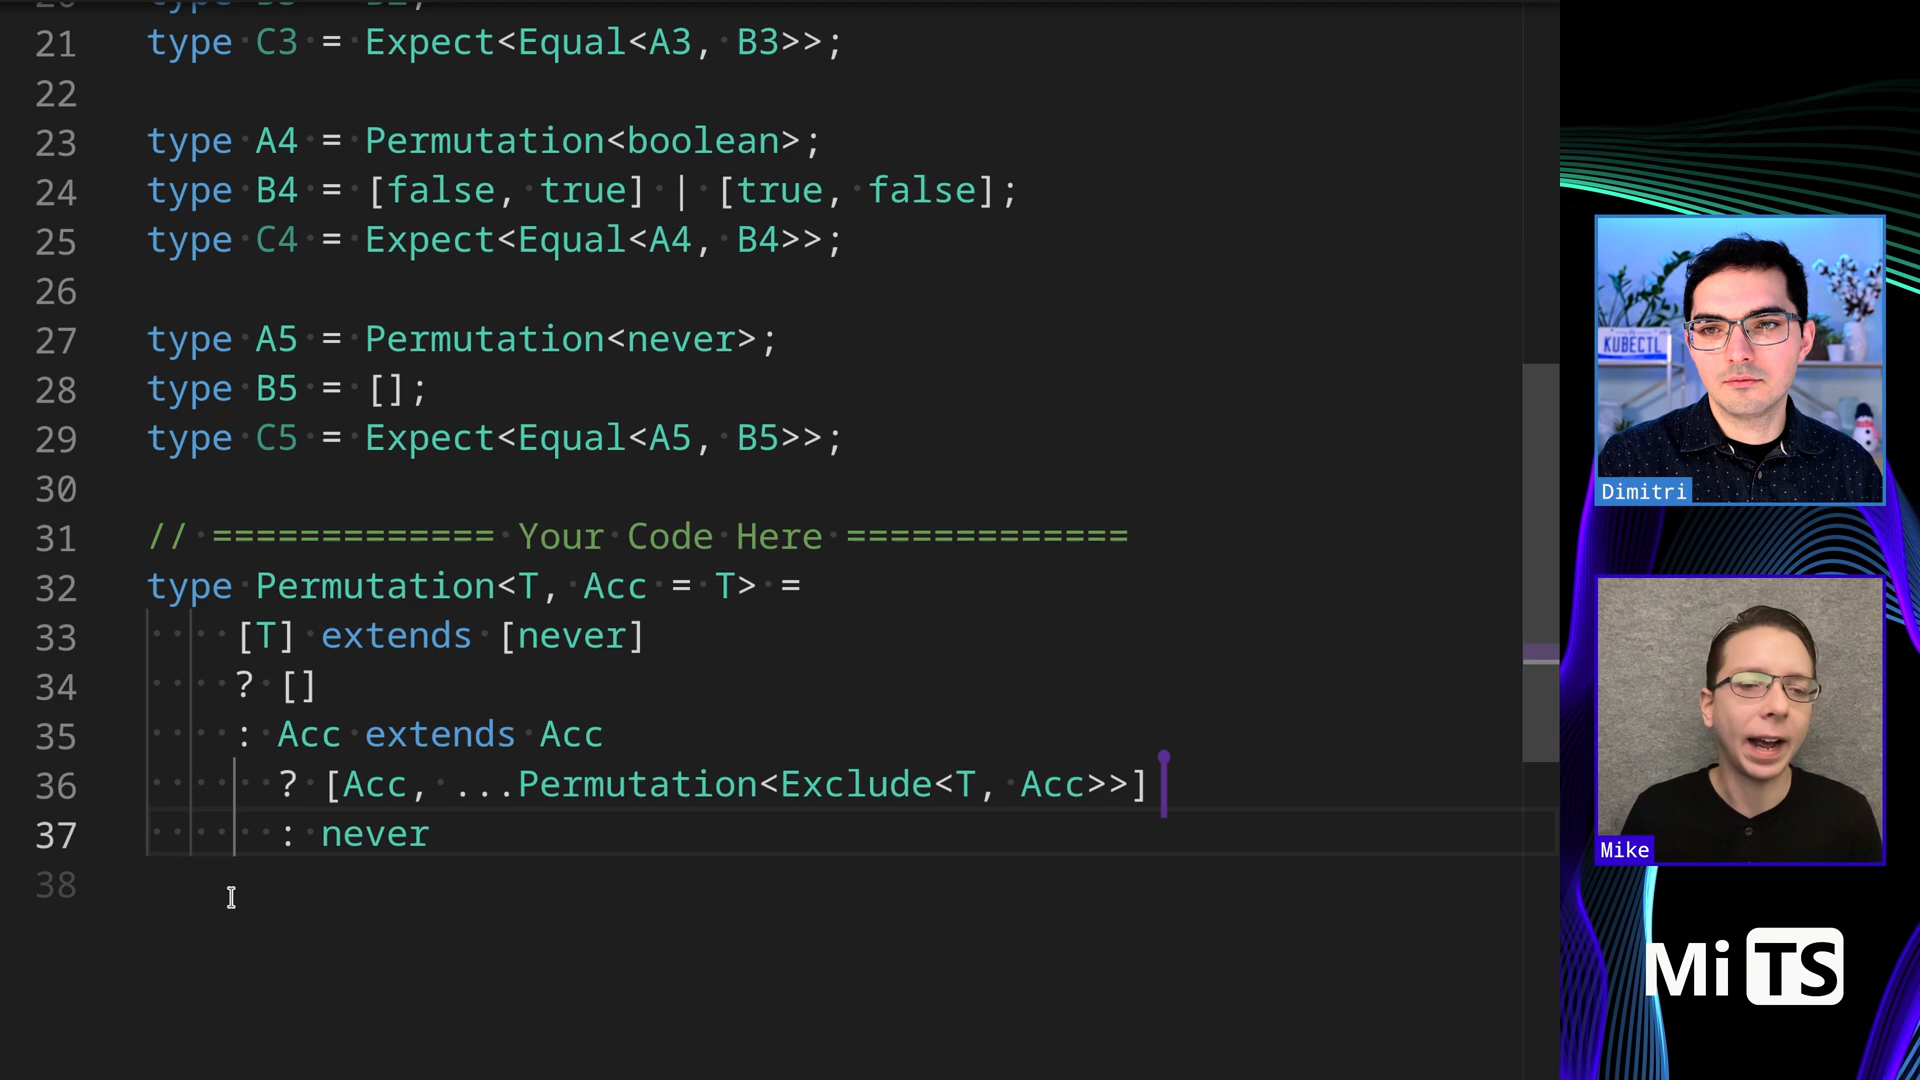 21 type C3 = Expect<Equal<A3, B3>>;
22
23 type A4 = Permutation<boolean>;
24 type B4 = [false, true] | [true, false];
25 type C4 = Expect<Equal<A4, B4>>;
26
27 type A5 = Permutation<never>;
28 type B5 = [];
29 type C5 = Expect<Equal<A5, B5>>;
30
31 // ============= Your Code Here =============
32 type Permutation<T, Acc = T> =
33 [T] extends [never]
34 ? []
35 : Acc extends Acc
36 ? [Acc, ...Permutation<Exclude<T, Acc>>]
37 : never
38
KUBECTL
Dimitri
Mike
Mi TS